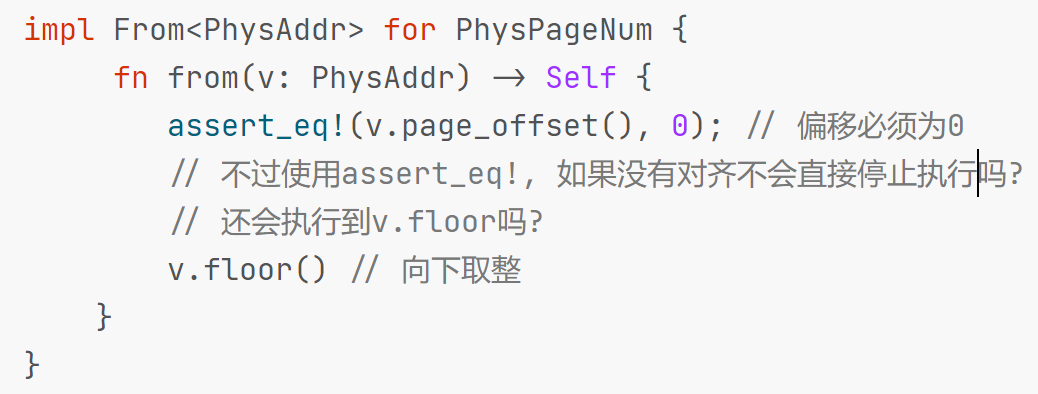 impl From<PhysAddr> for PhysPageNum {
fn from(v: PhysAddr) -> Self {
assert_eq!(v.page_offset(), 0); // 偏移必须为0
// 不过使用assert_eq!, 如果没有对齐不会直接停止执行吗?
// 还会执行到v.floor吗?
v.floor() // 向下取整
}
}